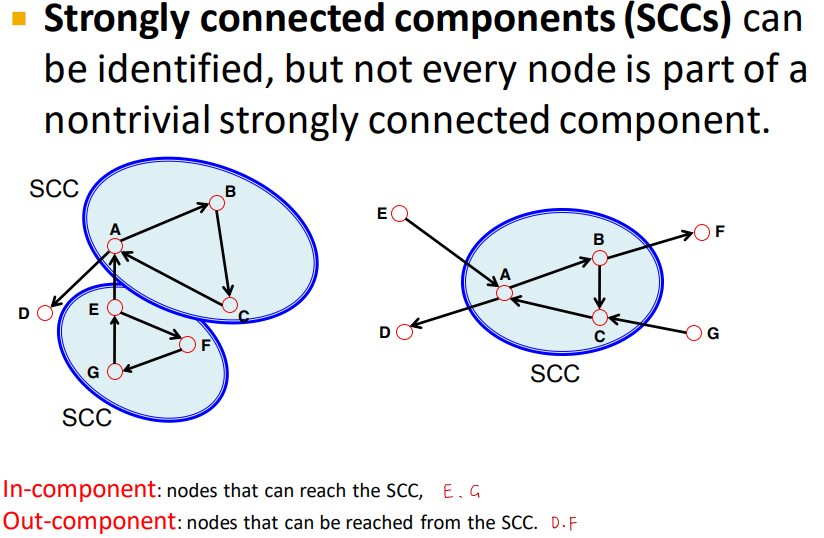 Strongly connected components (SCCs) can
be identified, but not every node is part of a
nontrivial strongly connected component.
SCC
B
A
D
E
C
F
G
SCC
E
F
B
A
D
C
G
SCC
In-component: nodes that can reach the SCC, E, G
Out-component: nodes that can be reached from the SCC. D.F